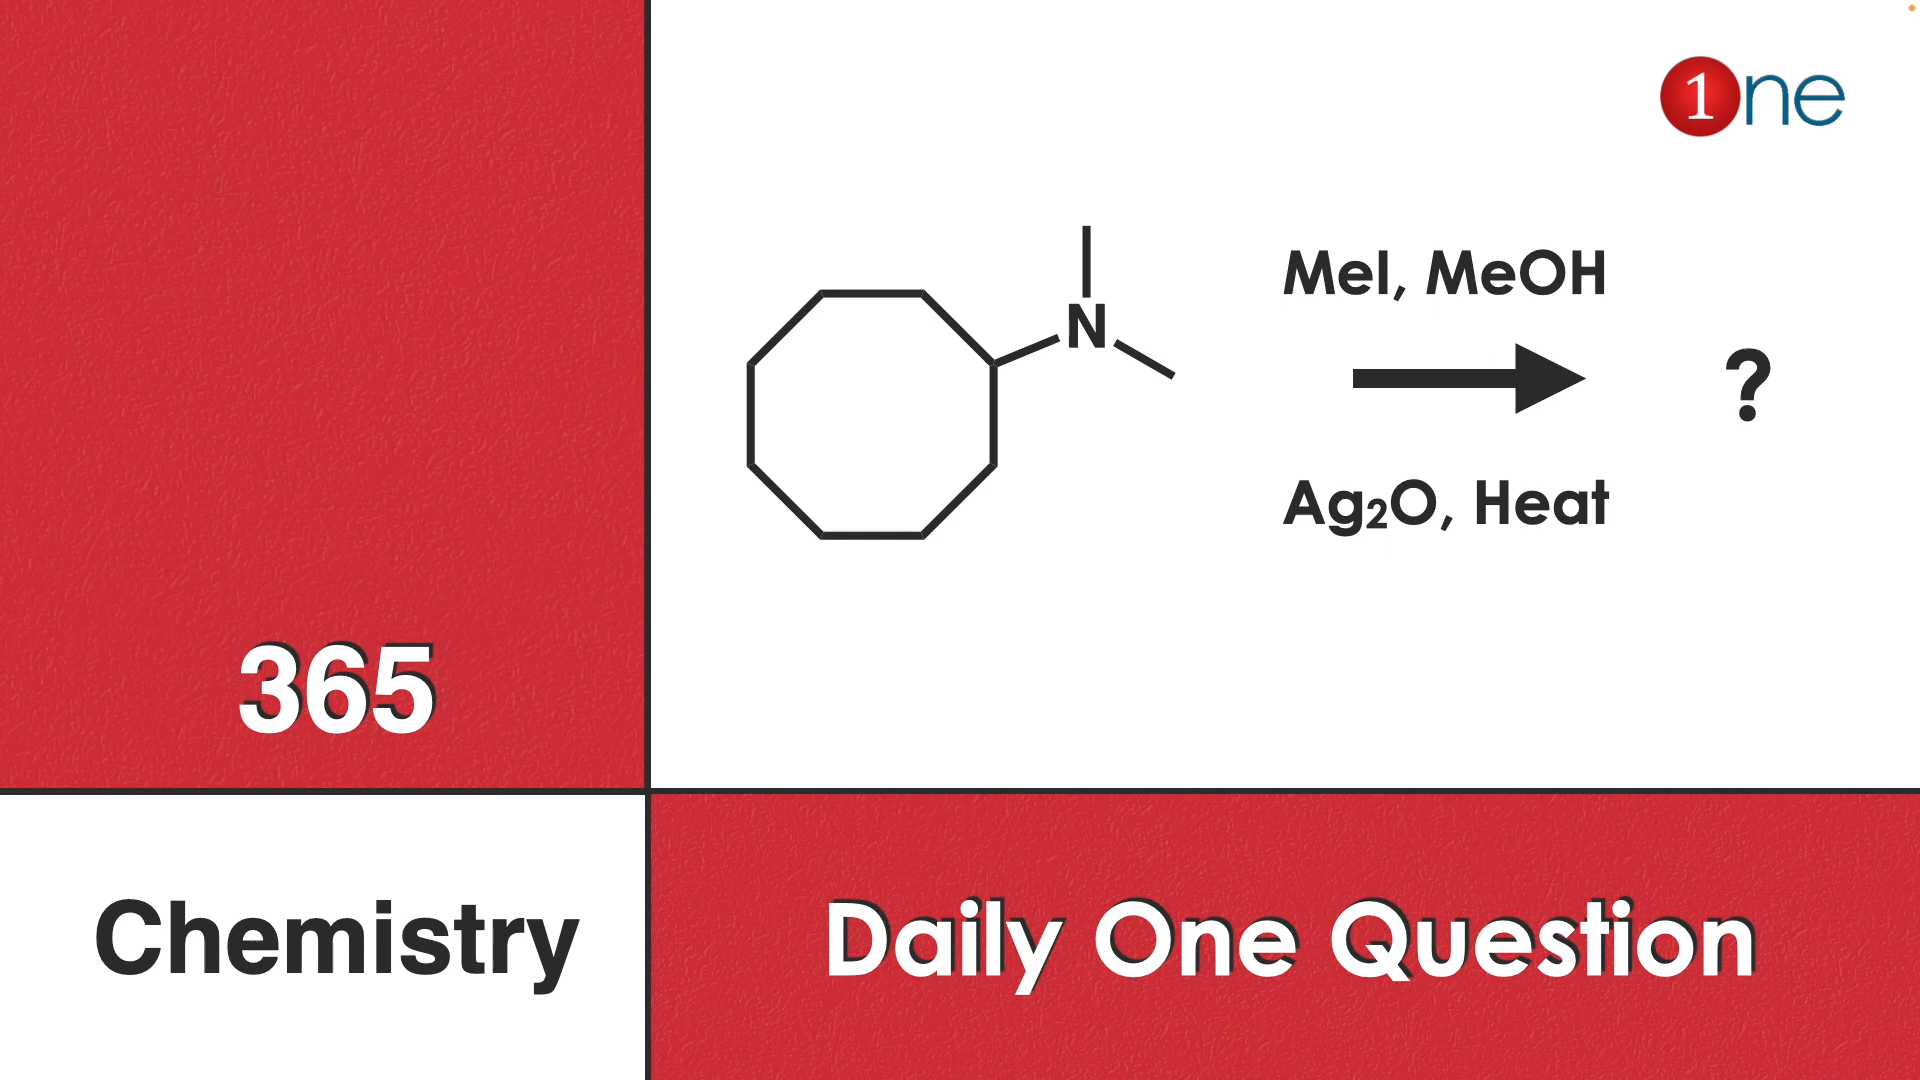 1ne
N
MeI, MeOH
?
Ag₂O, Heat
365
Chemistry
Daily One Question